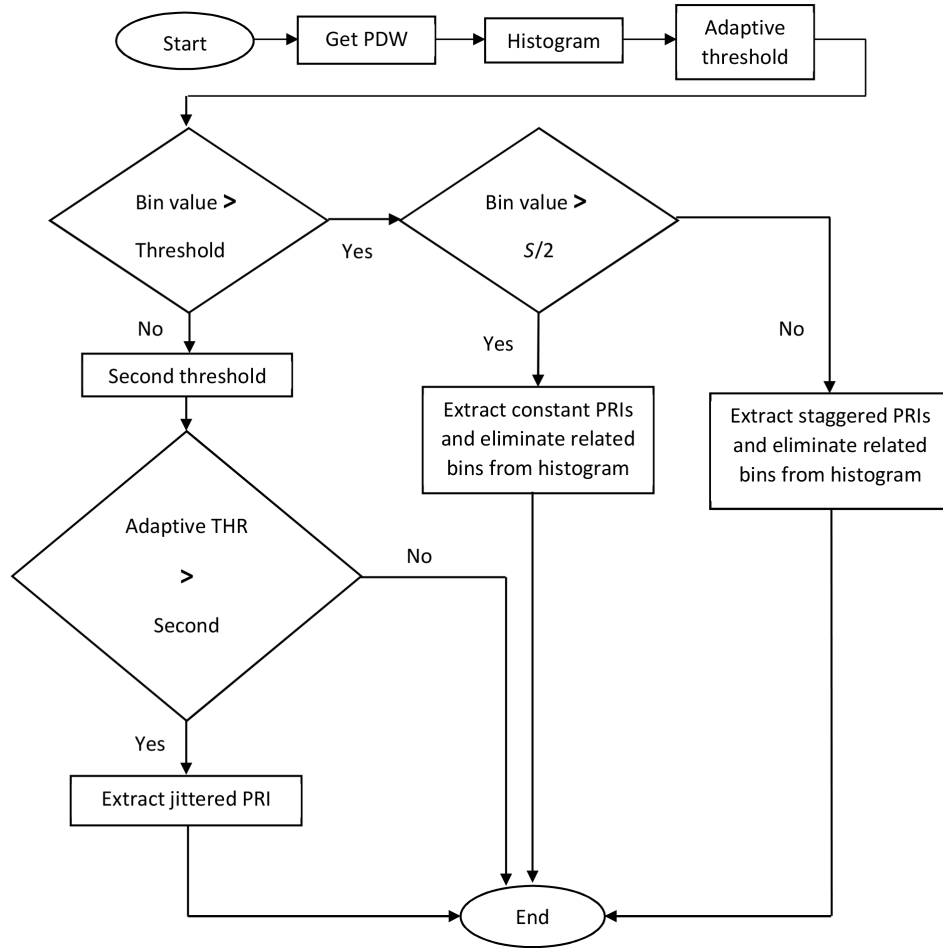 Start
Get PDW
Histogram
Adaptive
threshold
Bin value >
Threshold
Yes
Bin value >
S/2
No
Yes
No
Second threshold
Extract constant PRIs
and eliminate related
bins from histogram
Extract staggered PRIs
and eliminate related
bins from histogram
Adaptive THR
>
Second
No
Yes
Extract jittered PRI
End